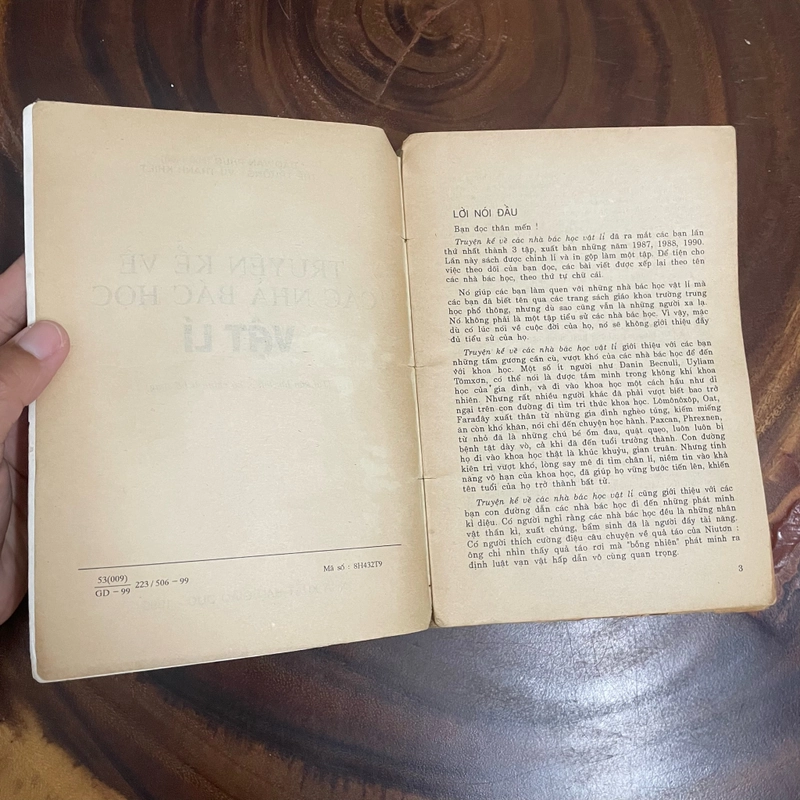 53(009)
GD – 99
223/506 – 99
Mã số : 8H432T9
LỜI NÓI ĐẦU
Bạn đọc thân mến !
Truyện kể về các nhà bác học vật lí đã ra mắt các bạn lần
thứ nhất thành 3 tập, xuất bản những năm 1987, 1988, 1990.
Lần này sách được chỉnh lí và in gộp làm một tập. Để tiện cho
việc theo dõi của bạn đọc, các bài viết được xếp lai theo tên
các nhà bác học, theo thứ tự chữ cái.
Nó giúp các bạn làm quen với những nhà bác học vật lí mà
các bạn đã biết tên qua các trang sách giáo khoa trường trung
học phổ thông, nhưng dù sao cũng vẫn là những người xa lạ.
Nó không phải là một tập tiểu sử các nhà bác học. Vì vậy, mặc
dù có lúc nói về cuộc đời của họ, nó sẽ không giới thiệu đầy
đủ tiểu sử của họ.
Truyện kể về các nhà bác học vật lí giới thiệu với các bạn
những tấm gương cần cù, vượt khó của các nhà bác học để đến
với khoa học. Một số ít người như Danin Becnuli, Uyliam
Tômxơn, có thể nói là được tắm mình trong không khí khoa
học của gia đình, và đi vào khoa học một cách hầu như dĩ
nhiên. Nhưng rất nhiều người khác đã phải vượt biết bao trở
ngại trên con đường đi tìm tri thức khoa học. Lômônôxôp, Oat,
Farađây xuất thân từ những gia đình nghèo túng, kiếm miếng
ăn còn khó khăn, nói chi đến chuyện học hành. Paxcan, Phrexnen,
từ nhỏ đã là những chú bé ốm đau, quặt quẹo, luôn luôn bị
bệnh tật dày vò, cả khi đã đến tuổi trưởng thành. Con đường
họ đi vào khoa học thật là khúc khuỷu, gian truân. Nhưng tính
kiên trì vượt khó, lòng say mê đi tìm chân lí, niềm tin vào khả
năng vô hạn của khoa học, đã giúp họ vững bước tiến lên, khiến
tên tuổi của họ trở thành bất tử.
Truyện kể về các nhà bác học vật lí cũng giới thiệu với các
bạn con đường dẫn các nhà bác học đi đến những phát minh
kì diệu. Có người nghĩ rằng các nhà bác học đều là những nhân
vật thần kì, xuất chúng, bẩm sinh đã là người đầy tài năng.
Có người thích cường điệu câu chuyện về quả táo của Niutơn :
ông chỉ nhìn thấy quả táo rơi mà "bỗng nhiên" phát minh ra
định luật vạn vật hấp dẫn vô cùng quan trọng.
3